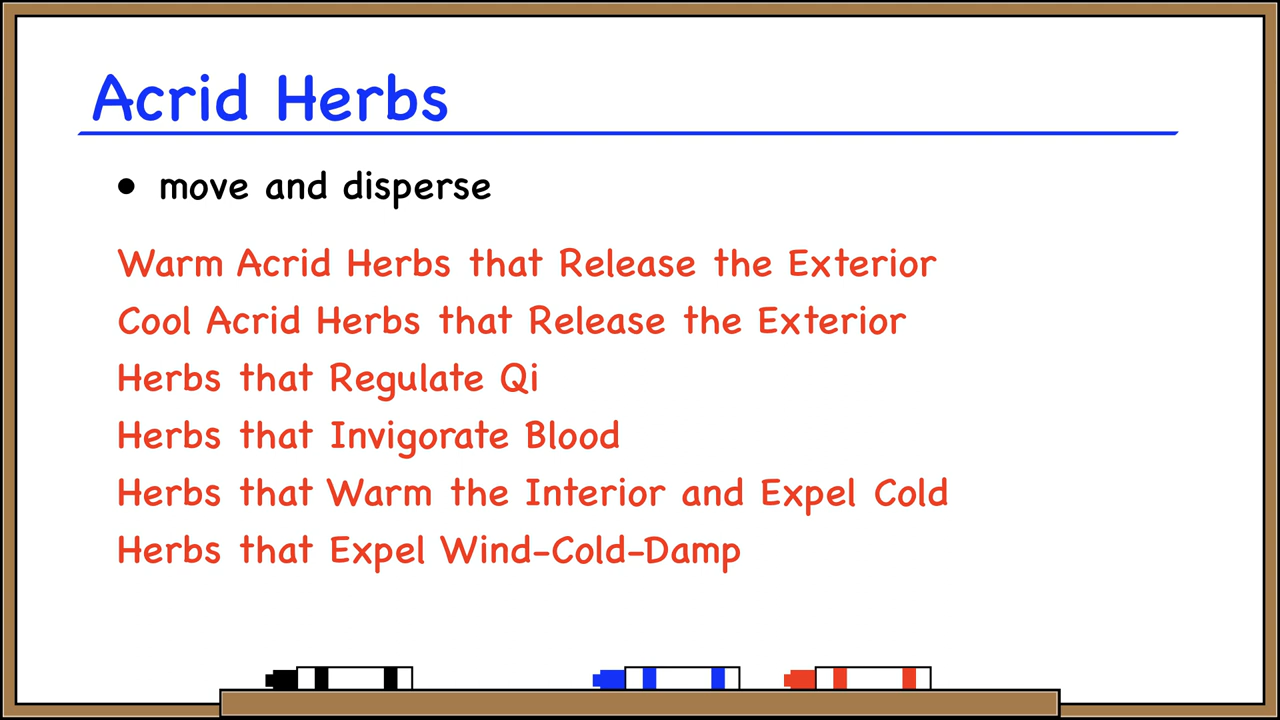 Acrid Herbs
• move and disperse
Warm Acrid Herbs that Release the Exterior
Cool Acrid Herbs that Release the Exterior
Herbs that Regulate Qi
Herbs that Invigorate Blood
Herbs that Warm the Interior and Expel Cold
Herbs that Expel Wind-Cold-Damp